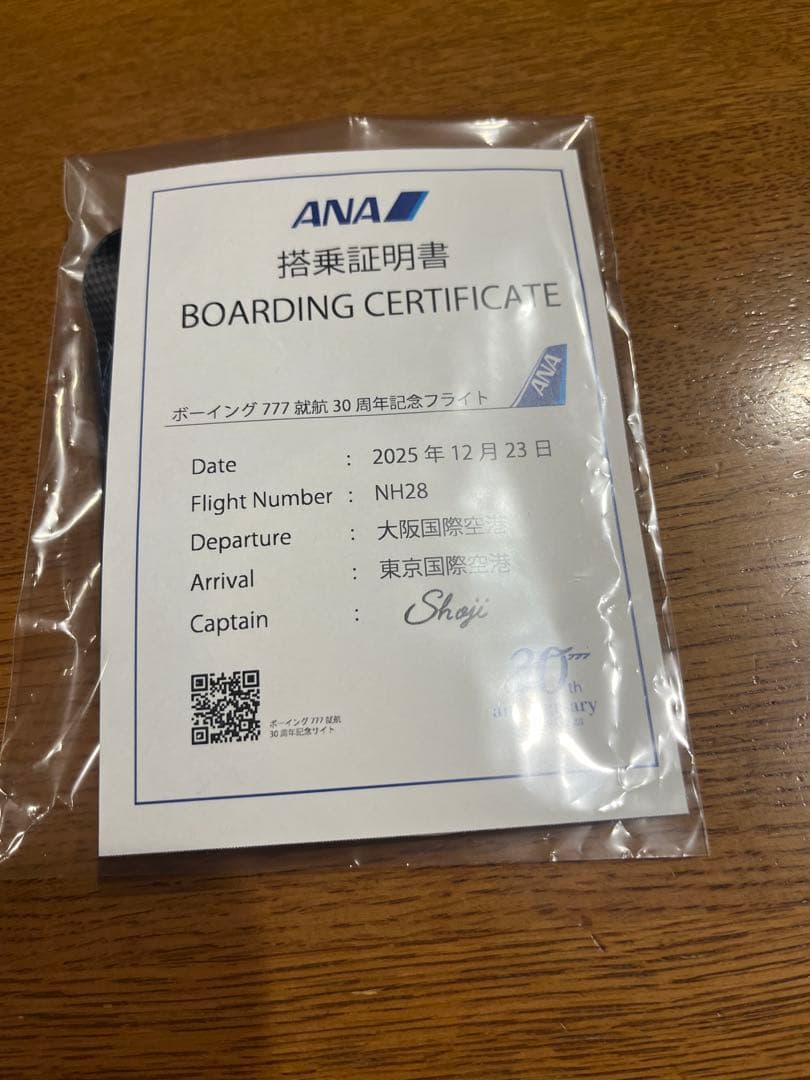 ANA
搭乗証明書
BOARDING CERTIFICATE
ANA
ボーイング 777 就航 30 周年記念フライト
Date : 2025 年 12 月 23 日
Flight Number : NH28
Departure : 大阪国際空港
Arrival : 東京国際空港
Captain : Shoji
ボーイング 777 就航
30 周年記念サイト
30
th
anniversary